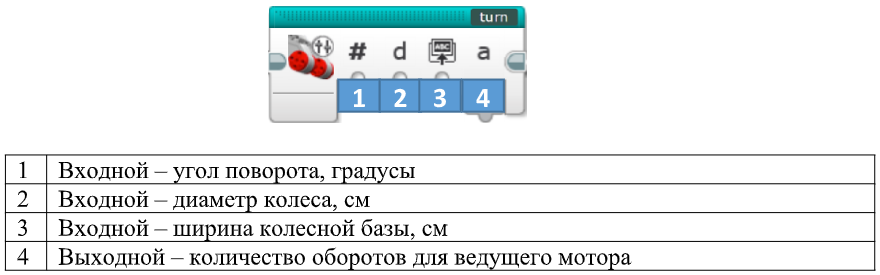 turn
# d ABC a
1 2 3 4
1 Входной – угол поворота, градусы
2 Входной – диаметр колеса, см
3 Входной – ширина колесной базы, см
4 Выходной – количество оборотов для ведущего мотора